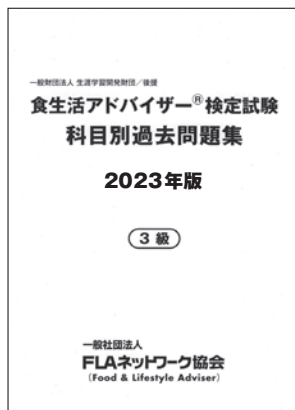 一般財団法人 生涯学習開発財団／後援
食生活アドバイザー®検定試験
科目別過去問題集
2023年版
3 級
一般社団法人
FLAネットワーク協会
(Food & Lifestyle Adviser)